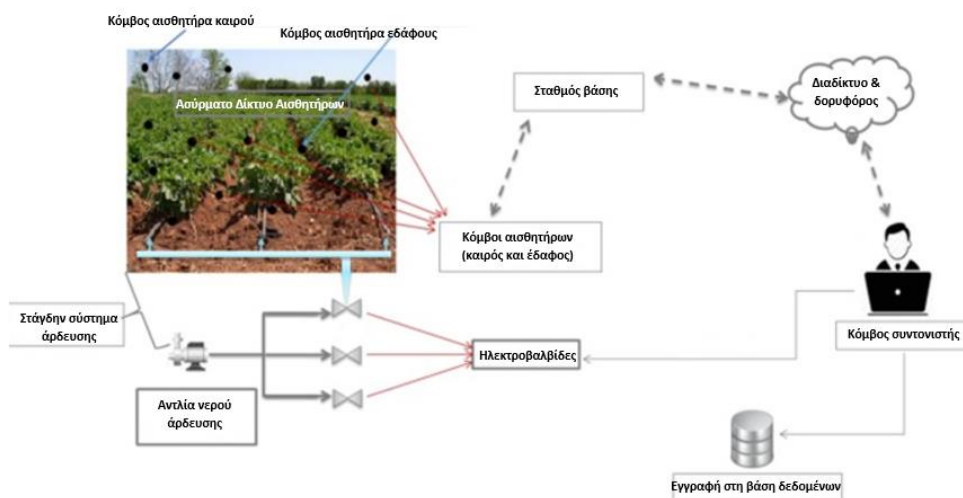 Κόμβος αισθητήρα καιρού
Κόμβος αισθητήρα εδάφους
Ασύρματο Δίκτυο Αισθητήρων
Σταθμός βάσης
Διαδίκτυο &
δορυφόρος
Κόμβοι αισθητήρων
(καιρός και έδαφος)
Στάγδην σύστημα
άρδευσης
Κόμβος συντονιστής
Ηλεκτροβαλβίδες
Αντλία νερού
άρδευσης
Εγγραφή στη βάση δεδομένων